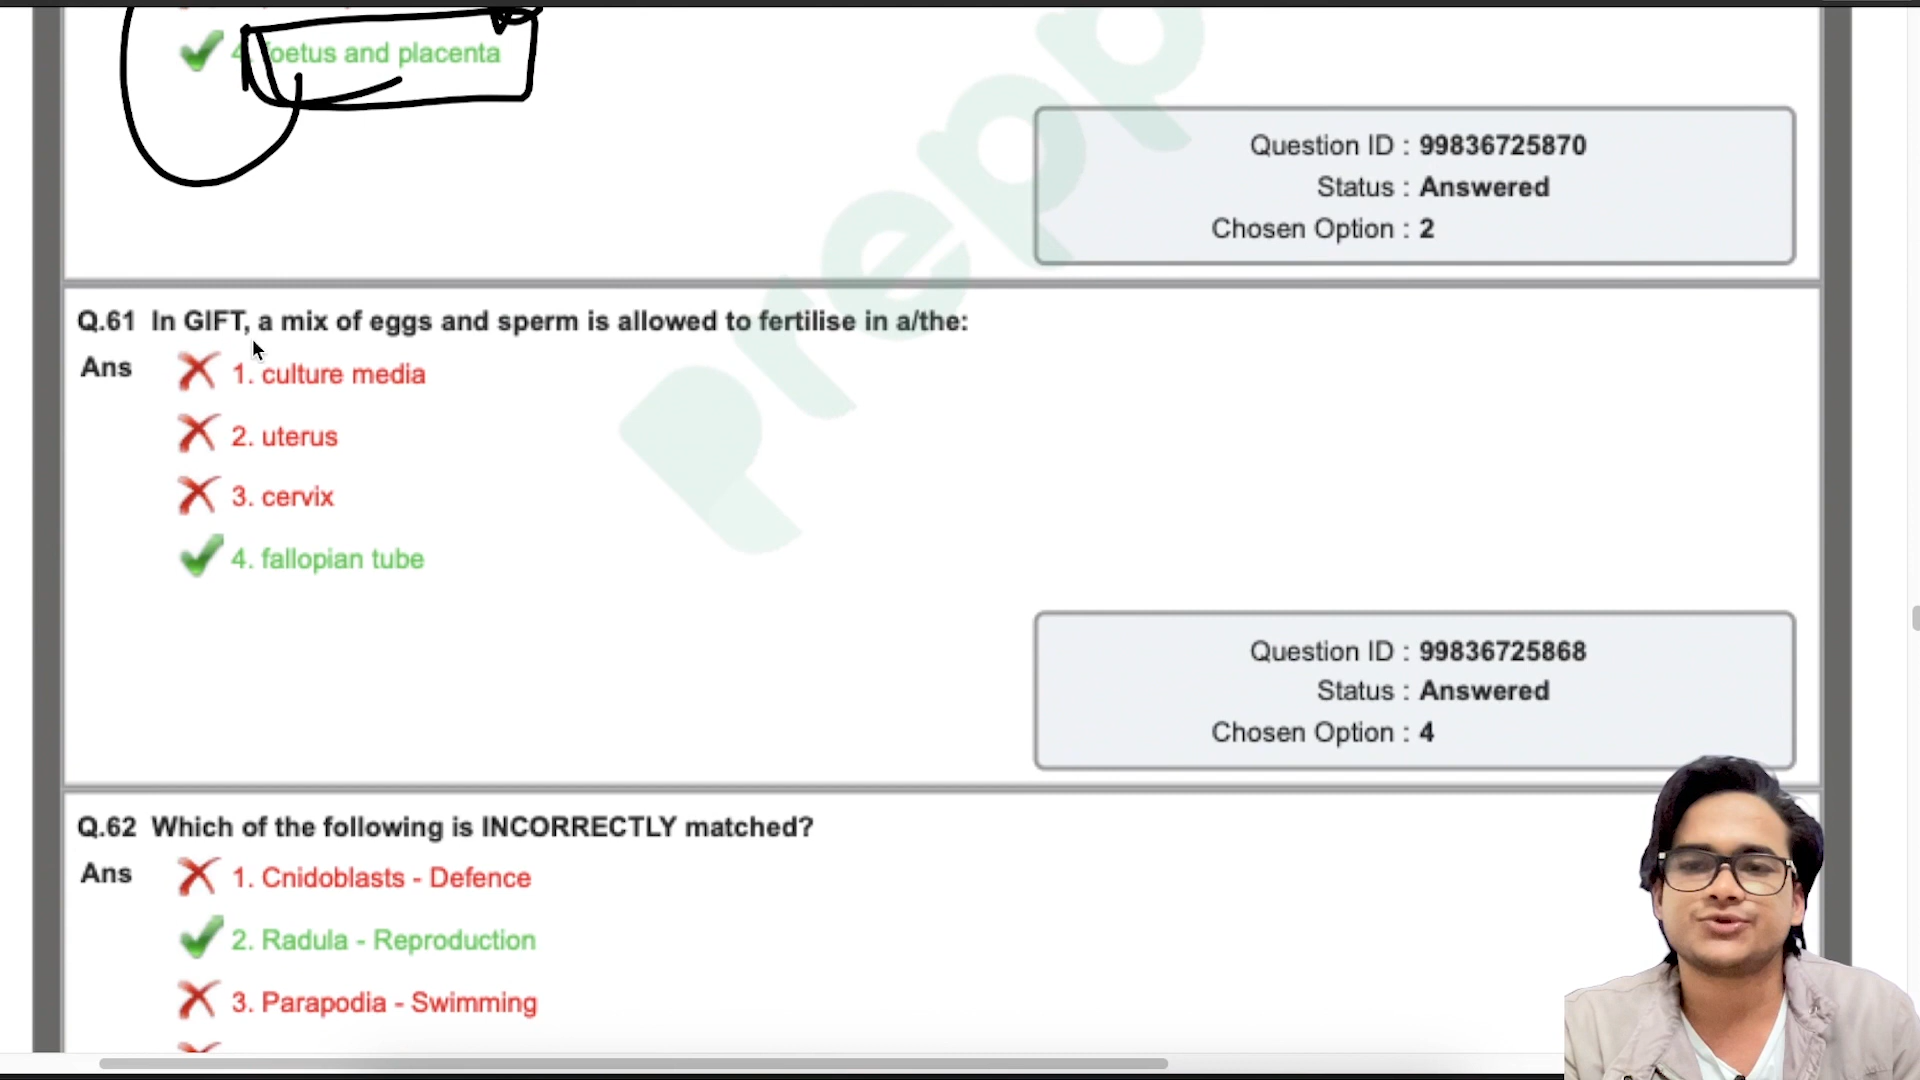 4. foetus and placenta
Question ID : 99836725870
Status : Answered
Chosen Option : 2
Q.61 In GIFT, a mix of eggs and sperm is allowed to fertilise in a/the:
Ans
1. culture media
2. uterus
3. cervix
4. fallopian tube
Question ID : 99836725868
Status : Answered
Chosen Option : 4
Q.62 Which of the following is INCORRECTLY matched?
Ans
1. Cnidoblasts - Defence
2. Radula - Reproduction
3. Parapodia - Swimming
prepp